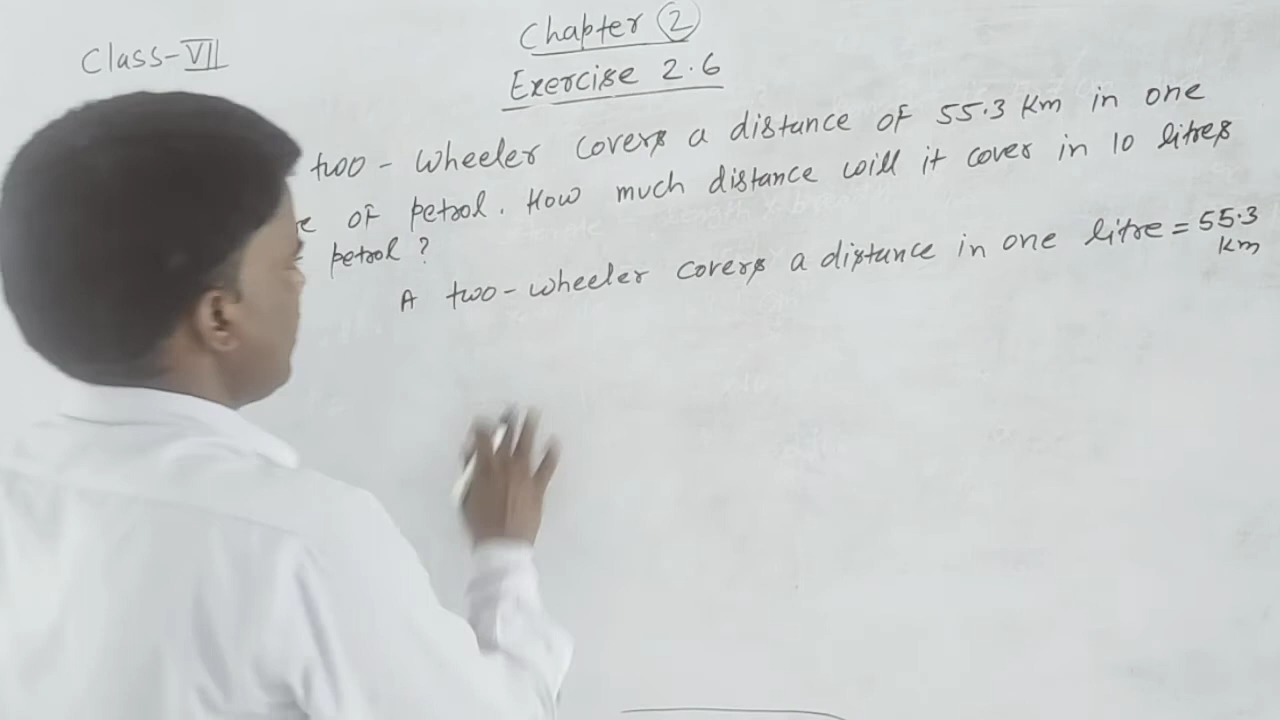 Chapter 2
Class-VII
Exercise 2.6
two-wheeler covers a distance of 55.3 Km in one
of petrol. How much distance will it cover in 10 litres
petrol?
A two-wheeler covers a distance in one litre = 55.3
Km